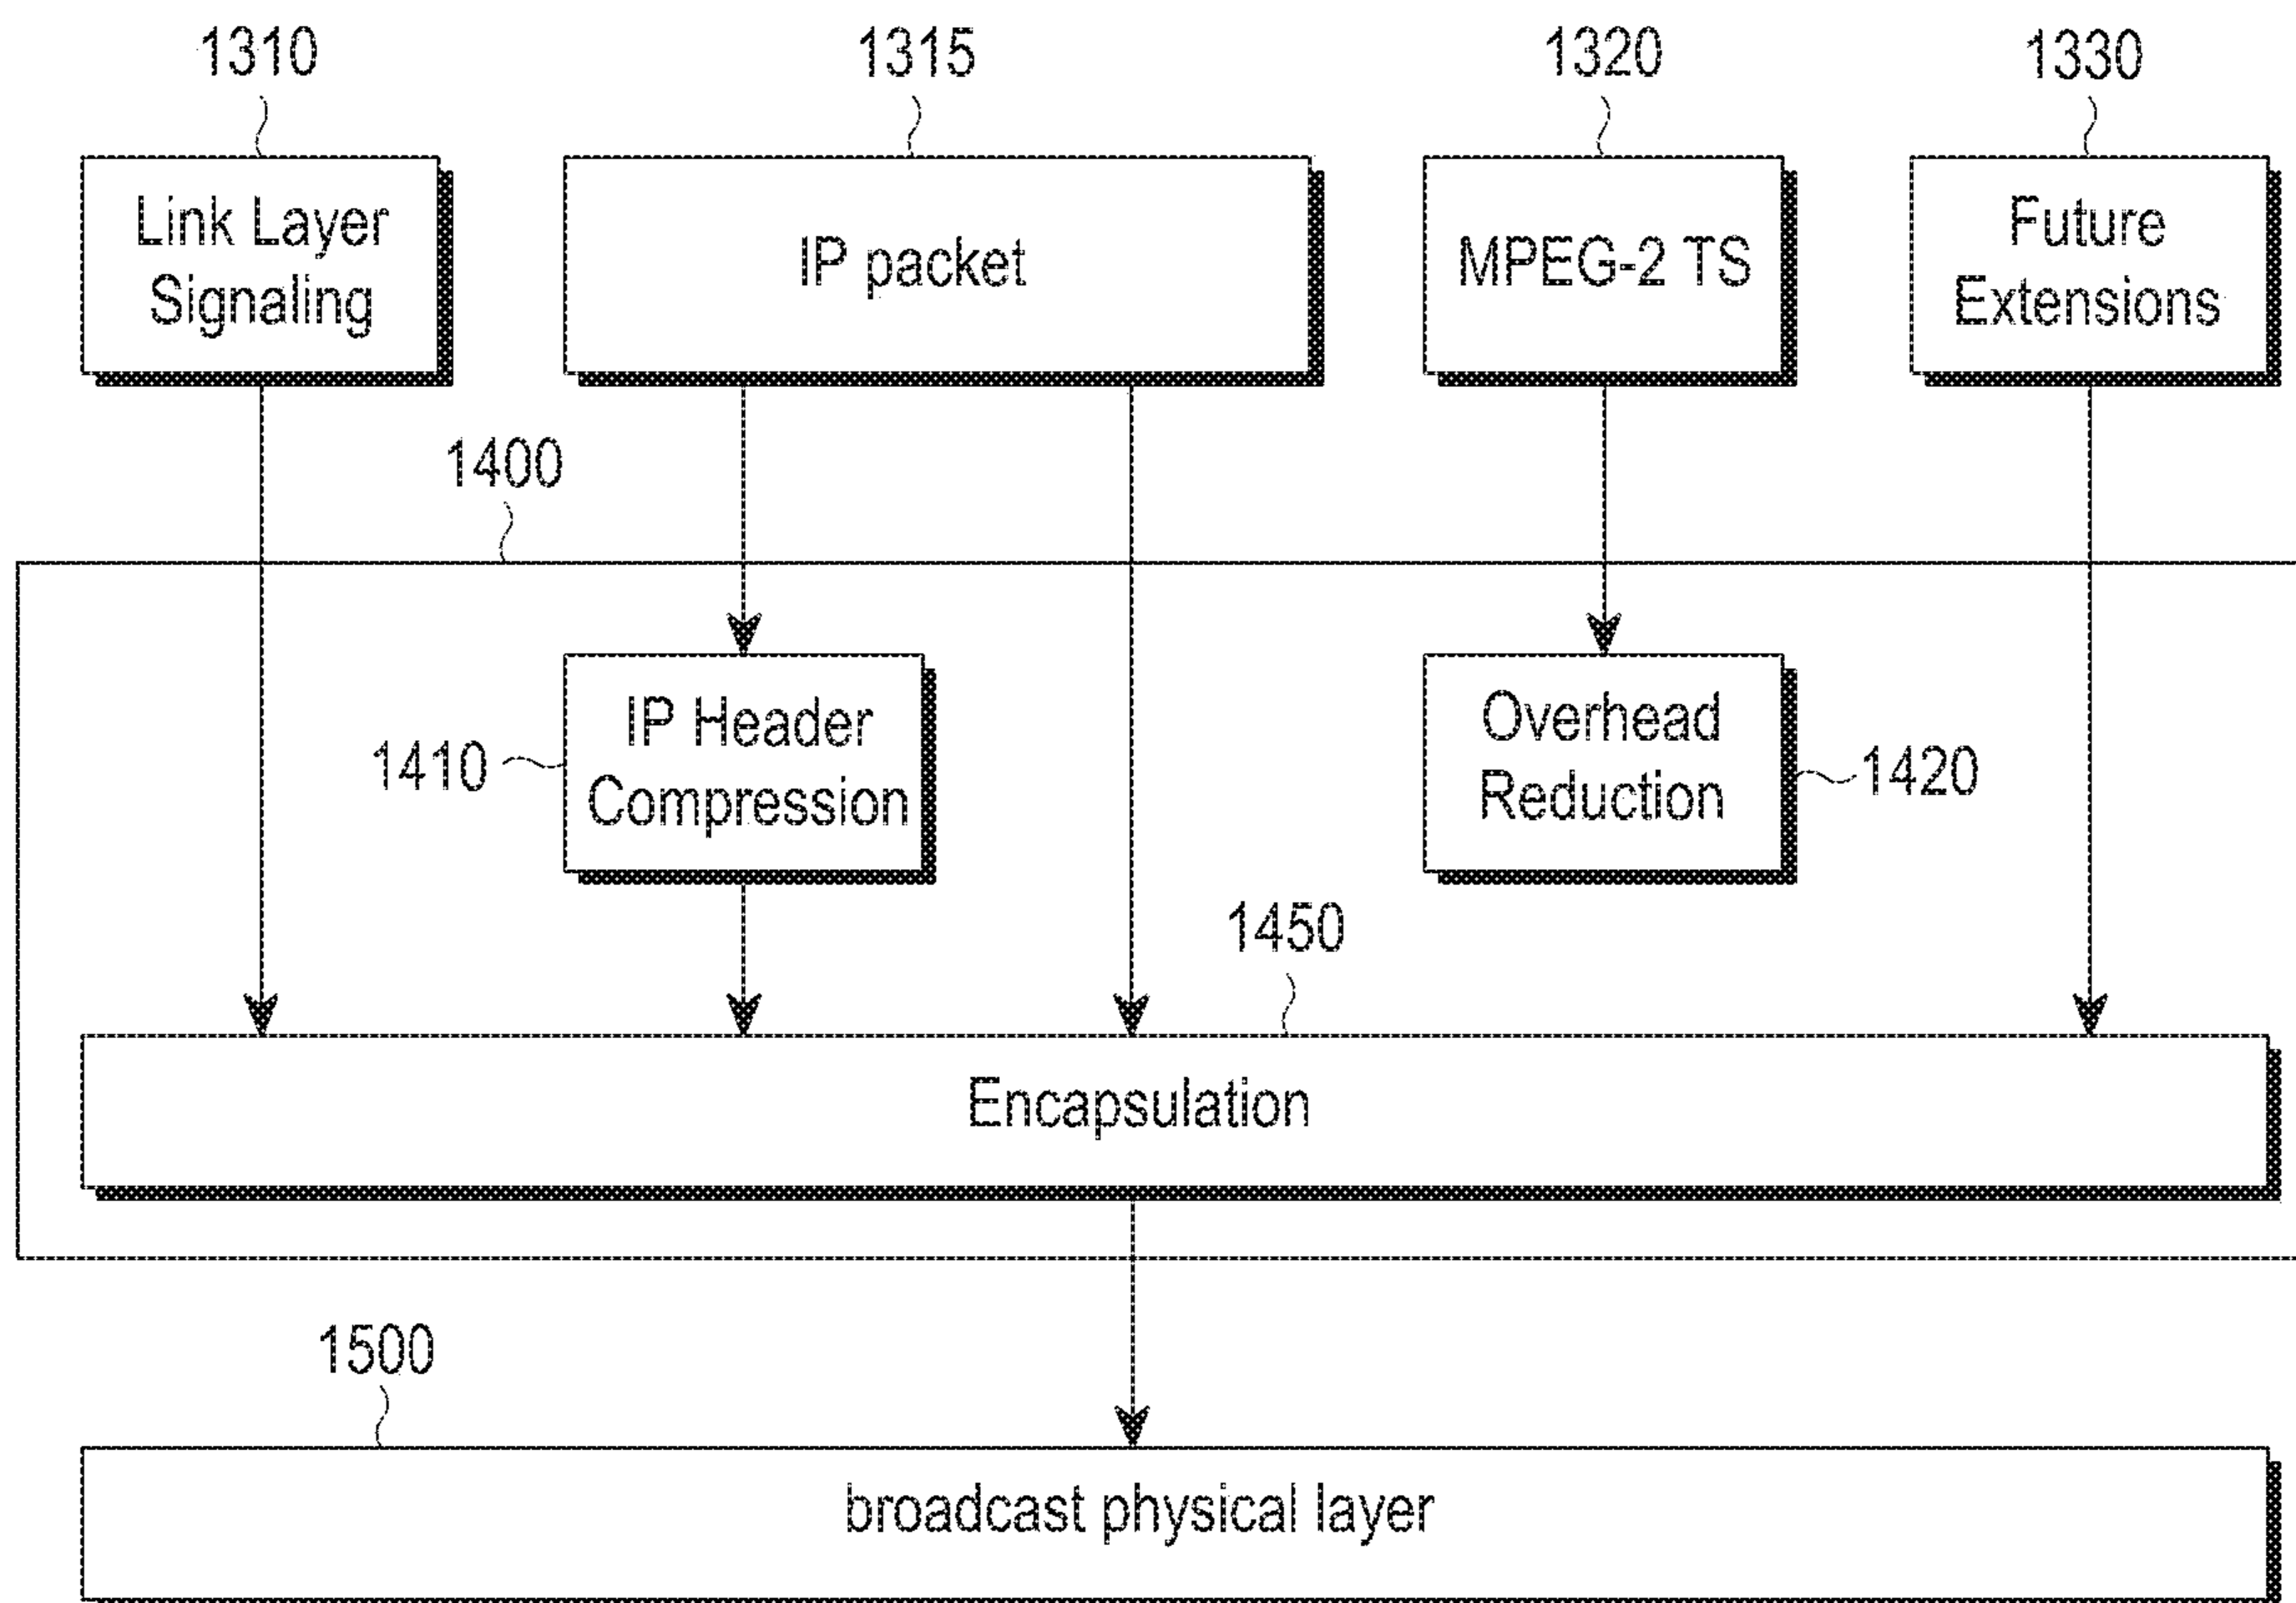 1310
1315
1320
1330
Link Layer
Signaling
IP packet
MPEG-2 TS
Future
Extensions
1400
IP Header
Compression
1410
Overhead
Reduction
1420
1450
Encapsulation
1500
broadcast physical layer